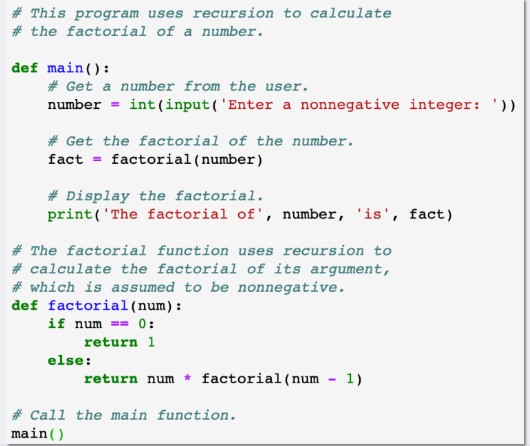 # This program uses recursion to calculate
# the factorial of a number.

def main():
    # Get a number from the user.
    number = int(input('Enter a nonnegative integer: '))

    # Get the factorial of the number.
    fact = factorial(number)

    # Display the factorial.
    print('The factorial of', number, 'is', fact)

# The factorial function uses recursion to
# calculate the factorial of its argument,
# which is assumed to be nonnegative.
def factorial(num):
    if num == 0:
        return 1
    else:
        return num * factorial(num - 1)

# Call the main function.
main()